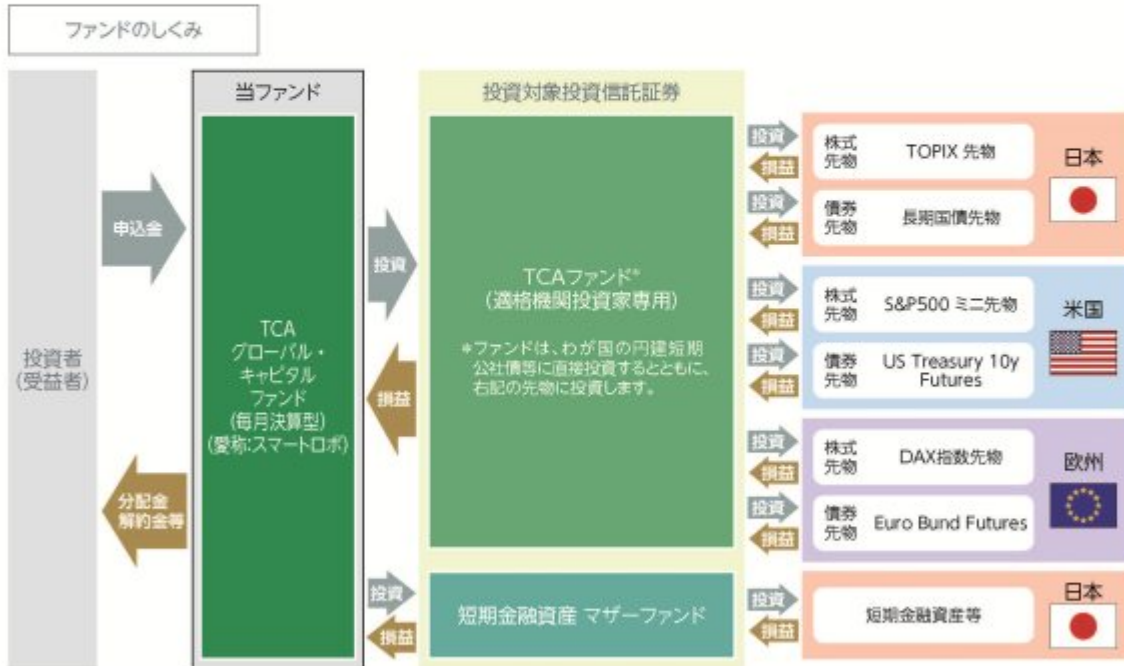 ファンドのしくみ
投資者
(受益者)
申込金
分配金
解約金等
当ファンド
TCA
グローバル・
キャピタル
ファンド
(毎月決算型)
(愛称:スマートロボ)
投資
損益
投資
損益
投資対象投資信託証券
TCAファンド*
(適格機関投資家専用)
*ファンドは、わが国の円建短期
公社債等に直接投資するとともに、
右記の先物に投資します。
短期金融資産 マザーファンド
投資
損益
株式
先物
TOPIX 先物
投資
損益
債券
先物
長期国債先物
日本
投資
損益
株式
先物
S&P500 ミニ先物
投資
損益
債券
先物
US Treasury 10y
Futures
米国
投資
損益
株式
先物
DAX指数先物
投資
損益
債券
先物
Euro Bund Futures
欧州
投資
損益
短期金融資産等
日本